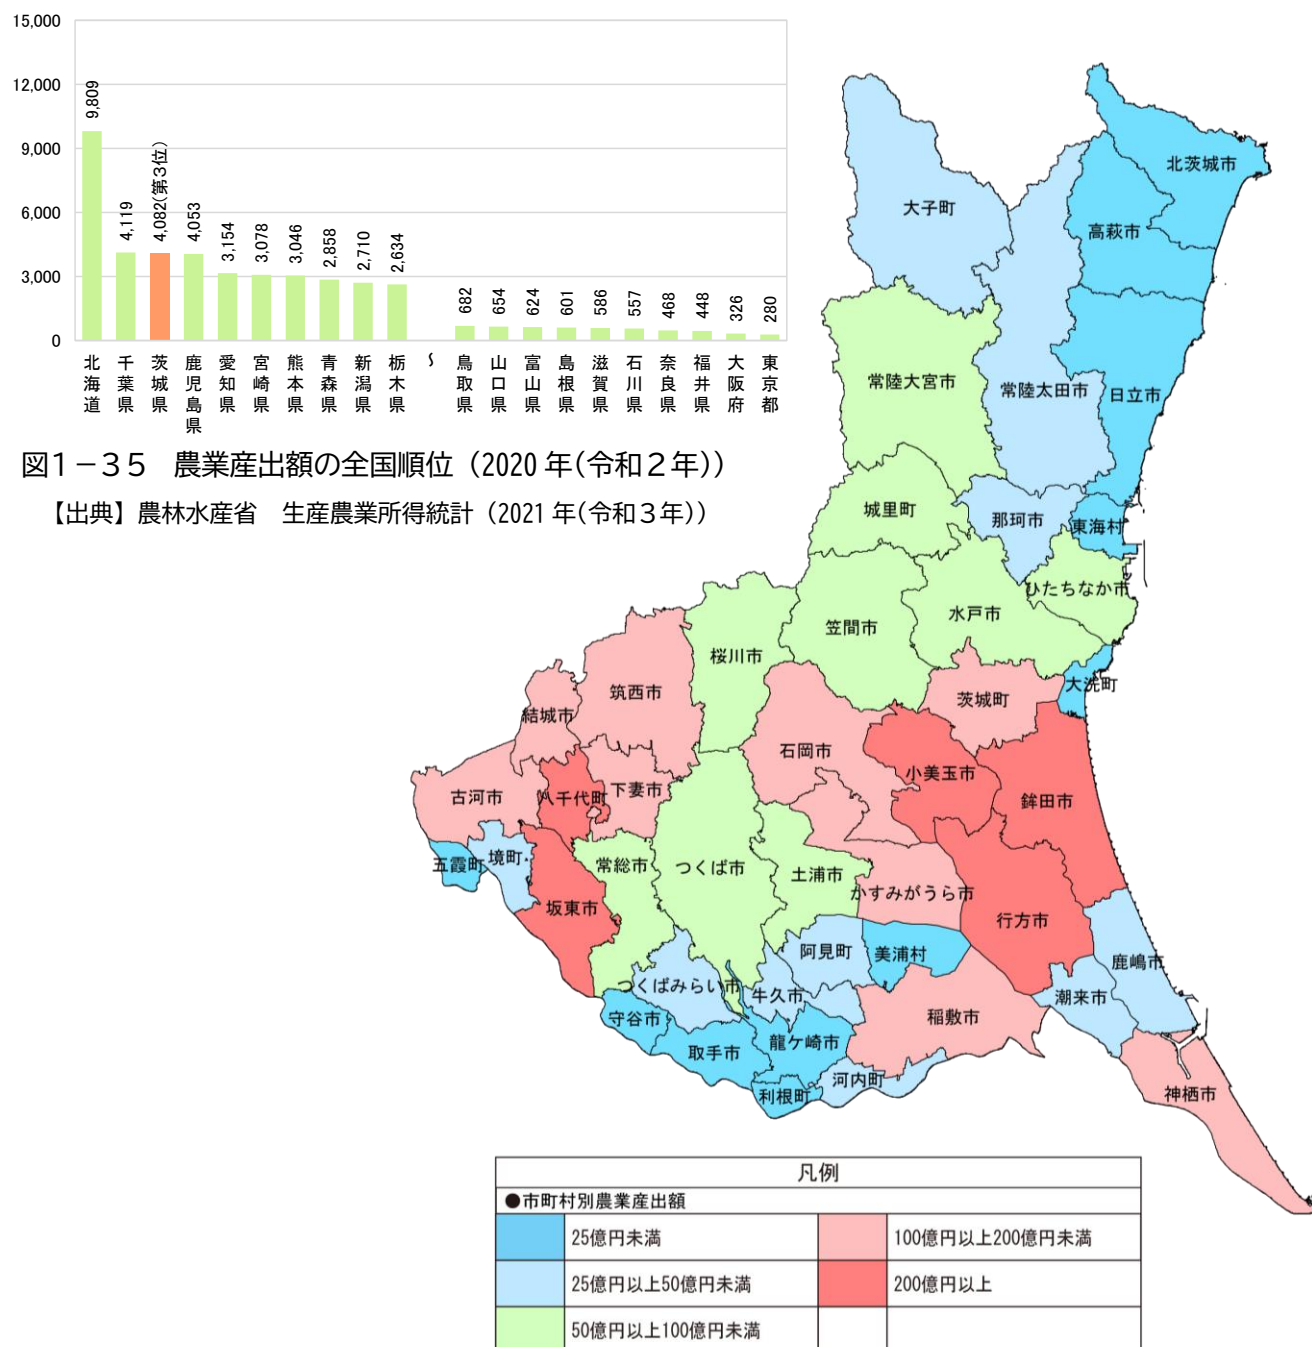 15,000
12,000
9,000
6,000
3,000
0
9,809
4,119
4,082(第3位)
4,053
3,154
3,078
3,046
2,858
2,710
2,634
682
654
624
601
586
557
468
448
326
280
北海道
千葉県
茨城県
鹿児島県
愛知県
宮崎県
熊本県
青森県
新潟県
栃木県
~
鳥取県
山口県
富山県
島根県
滋賀県
石川県
奈良県
福井県
大阪府
東京都
図1-35 農業産出額の全国順位(2020年(令和2年))
【出典】農林水産省 生産農業所得統計(2021年(令和3年))
北茨城市
大子町
高萩市
常陸大宮市
常陸太田市
日立市
城里町
那珂市
東海村
ひたちなか市
水戸市
笠間市
桜川市
大洗町
筑西市
茨城町
結城市
石岡市
小美玉市
古河市
八千代町
下妻市
鉾田市
五霞町
境町
常総市
つくば市
土浦市
かすみがうら市
坂東市
行方市
阿見町
美浦村
鹿嶋市
つくばみらい市
牛久市
潮来市
守谷市
稲敷市
取手市
龍ケ崎市
河内町
利根町
神栖市
凡例
●市町村別農業産出額
25億円未満
100億円以上200億円未満
25億円以上50億円未満
200億円以上
50億円以上100億円未満